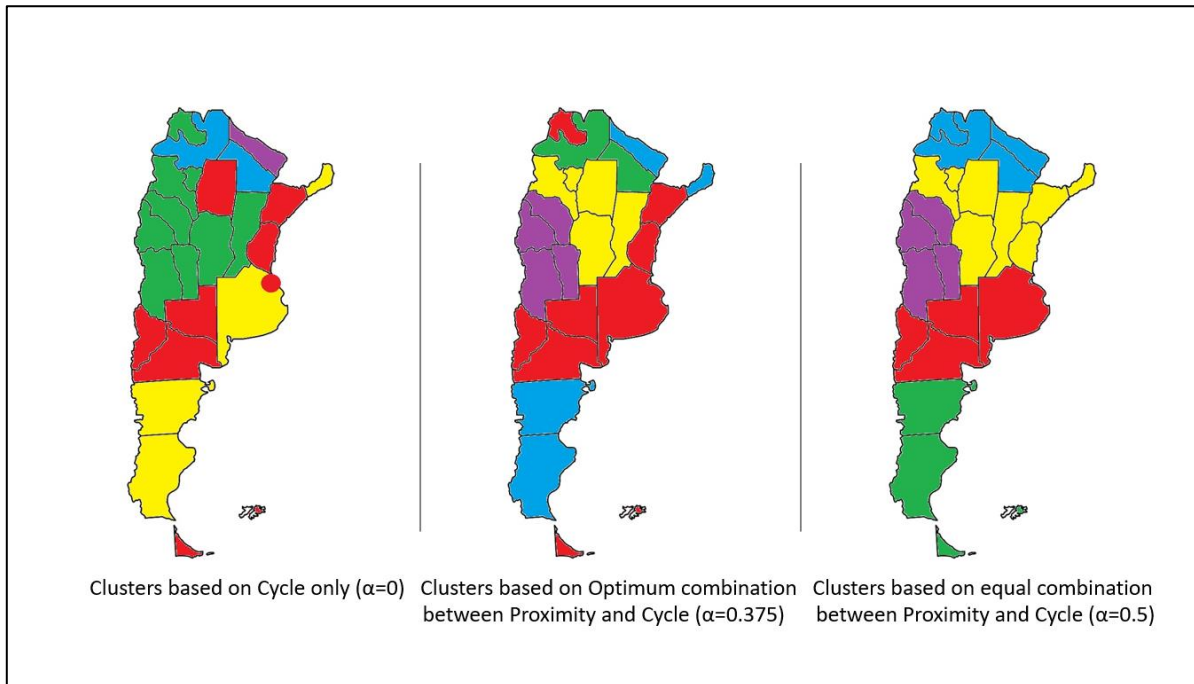 Clusters based on Cycle only (α=0)
Clusters based on Optimum combination
between Proximity and Cycle (α=0.375)
Clusters based on equal combination
between Proximity and Cycle (α=0.5)